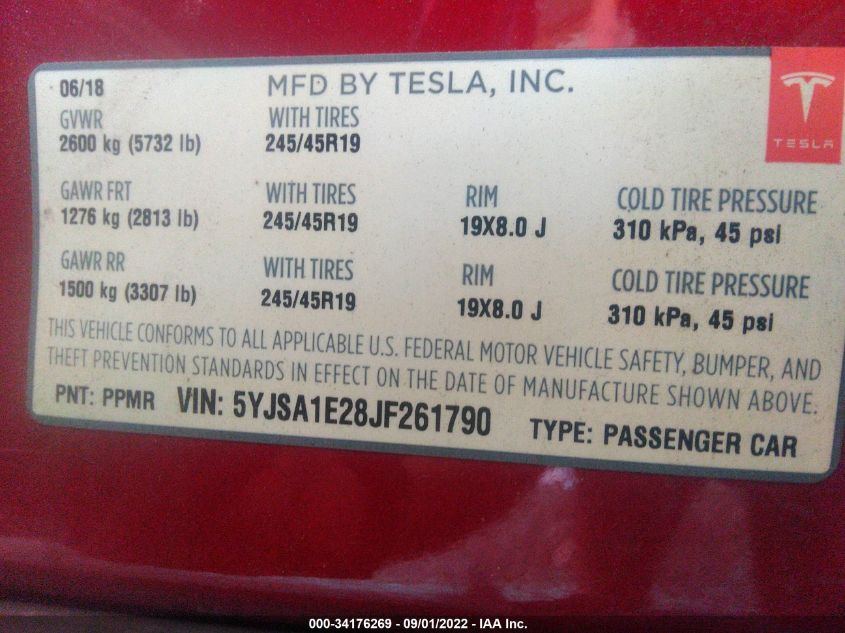 06/18 MFD BY TESLA, INC.
TESLA
GVWR WITH TIRES
2600 kg (5732 lb) 245/45R19
GAWR FRT WITH TIRES RIM COLD TIRE PRESSURE
1276 kg (2813 lb) 245/45R19 19X8.0 J 310 kPa, 45 psi
GAWR RR WITH TIRES RIM COLD TIRE PRESSURE
1500 kg (3307 lb) 245/45R19 19X8.0 J 310 kPa, 45 psi
THIS VEHICLE CONFORMS TO ALL APPLICABLE U.S. FEDERAL MOTOR VEHICLE SAFETY, BUMPER, AND
THEFT PREVENTION STANDARDS IN EFFECT ON THE DATE OF MANUFACTURE SHOWN ABOVE.
PNT: PPMR VIN: 5YJSA1E28JF261790 TYPE: PASSENGER CAR
000-34176269 - 09/01/2022 - IAA Inc.